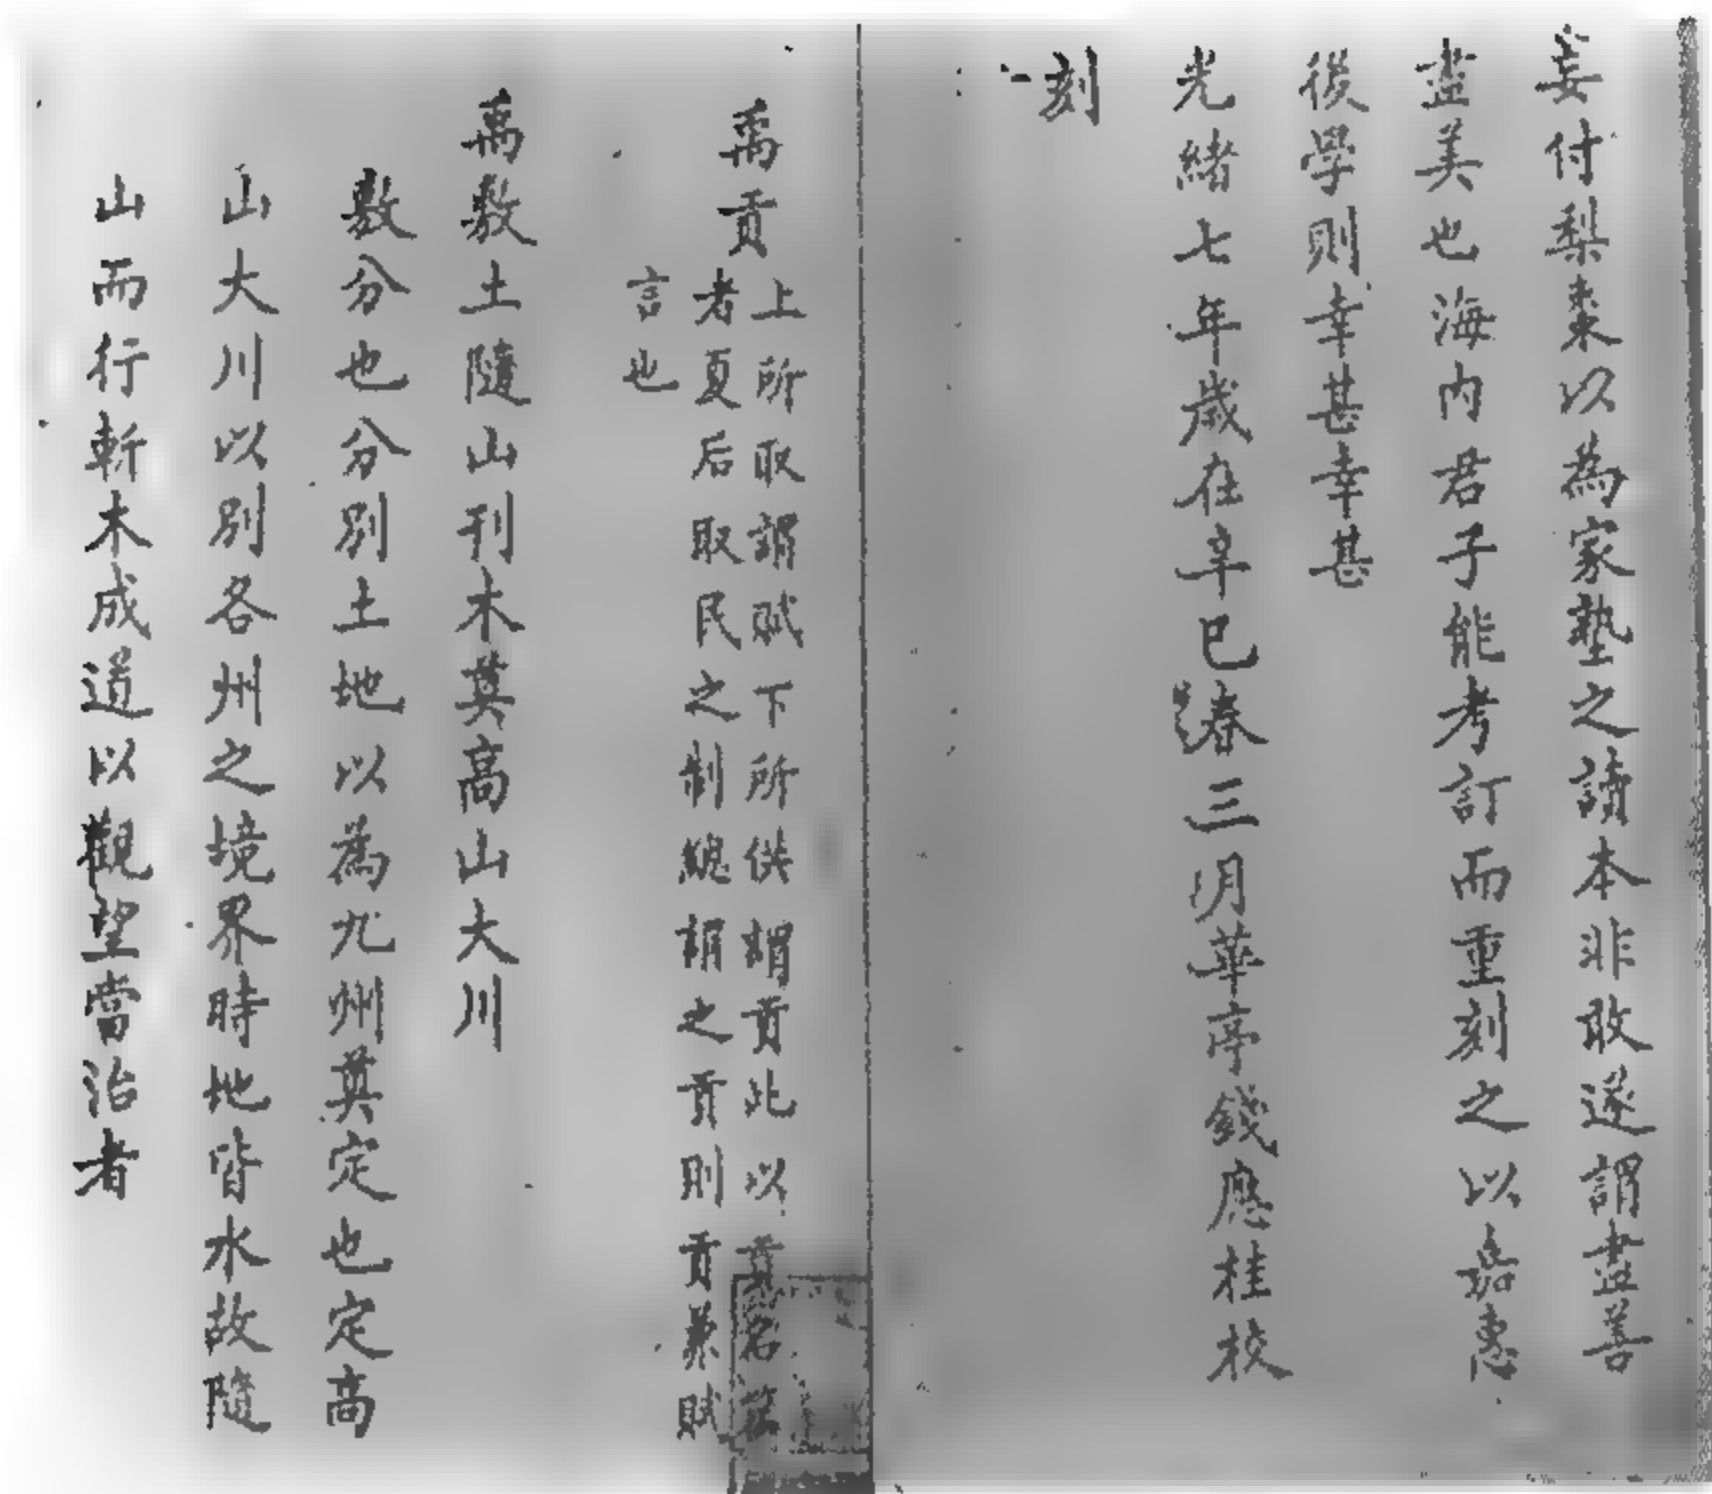 妄付梨棗以為家塾之讀本非敢遂謂盡善
盡美也海内君子能考訂而重刻之以嘉惠
後學則幸甚幸甚
光緒七年歲在辛巳春三月華亭錢應桂校
刻
禹貢
上所取謂賦下所供謂貢此以貢名篇
者夏后取民之制總謂之貢則貢兼賦
言也
禹敷土隨山刊木奠高山大川
敷分也分別土地以為九州奠定也定高
山大川以別各州之境界時地皆水故隨
山而行斬木成道以觀望當治者